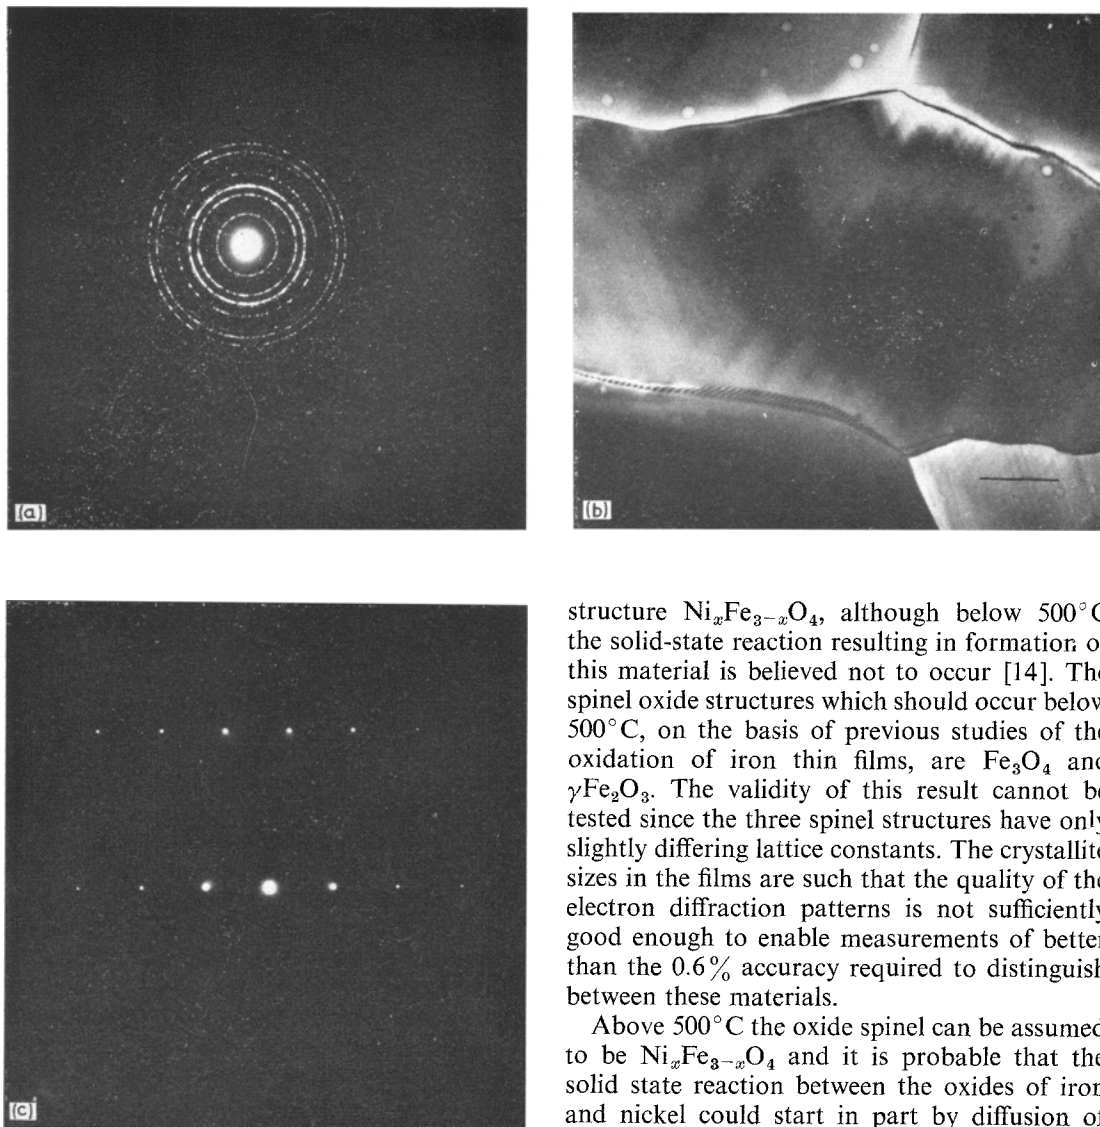 (a)
(b)
(c)
structure NiₓFe₃₋ₓO₄, although below 500°C
the solid-state reaction resulting in formation
this material is believed not to occur [14].
spinel oxide structures which should occur below
500°C, on the basis of previous studies of
oxidation of iron thin films, are Fe₃O₄
γFe₂O₃. The validity of this result cannot
tested since the three spinel structures have only
slightly differing lattice constants. The crystallite
sizes in the films are such that the quality of
electron diffraction patterns is not sufficiently
good enough to enable measurements of better
than the 0.6% accuracy required to distinguish
between these materials.
Above 500°C the oxide spinel can be assumed
to be NiₓFe₃₋ₓO₄ and it is probable that the
solid state reaction between the oxides of iron
and nickel could start in part by diffusion of